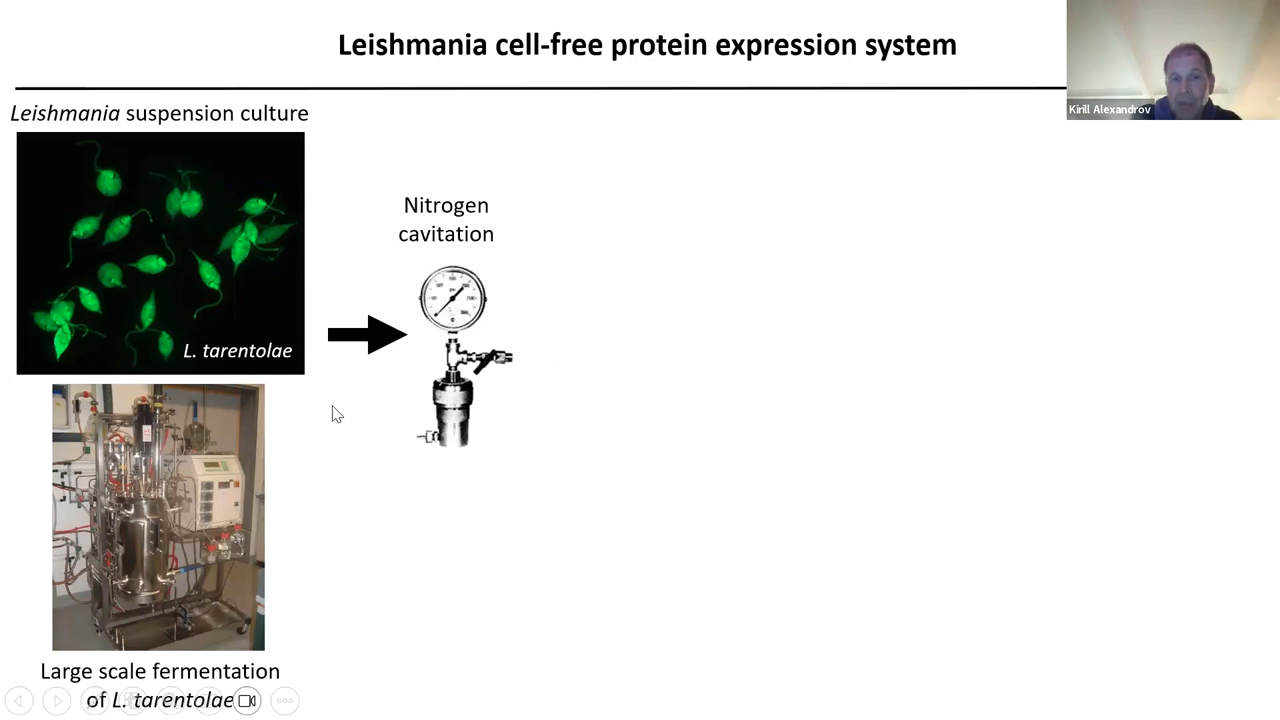 Leishmania cell-free protein expression system
Kirill Alexandrov
Leishmania suspension culture
L. tarentolae
Nitrogen
cavitation
Large scale fermentation
of L. tarentolae